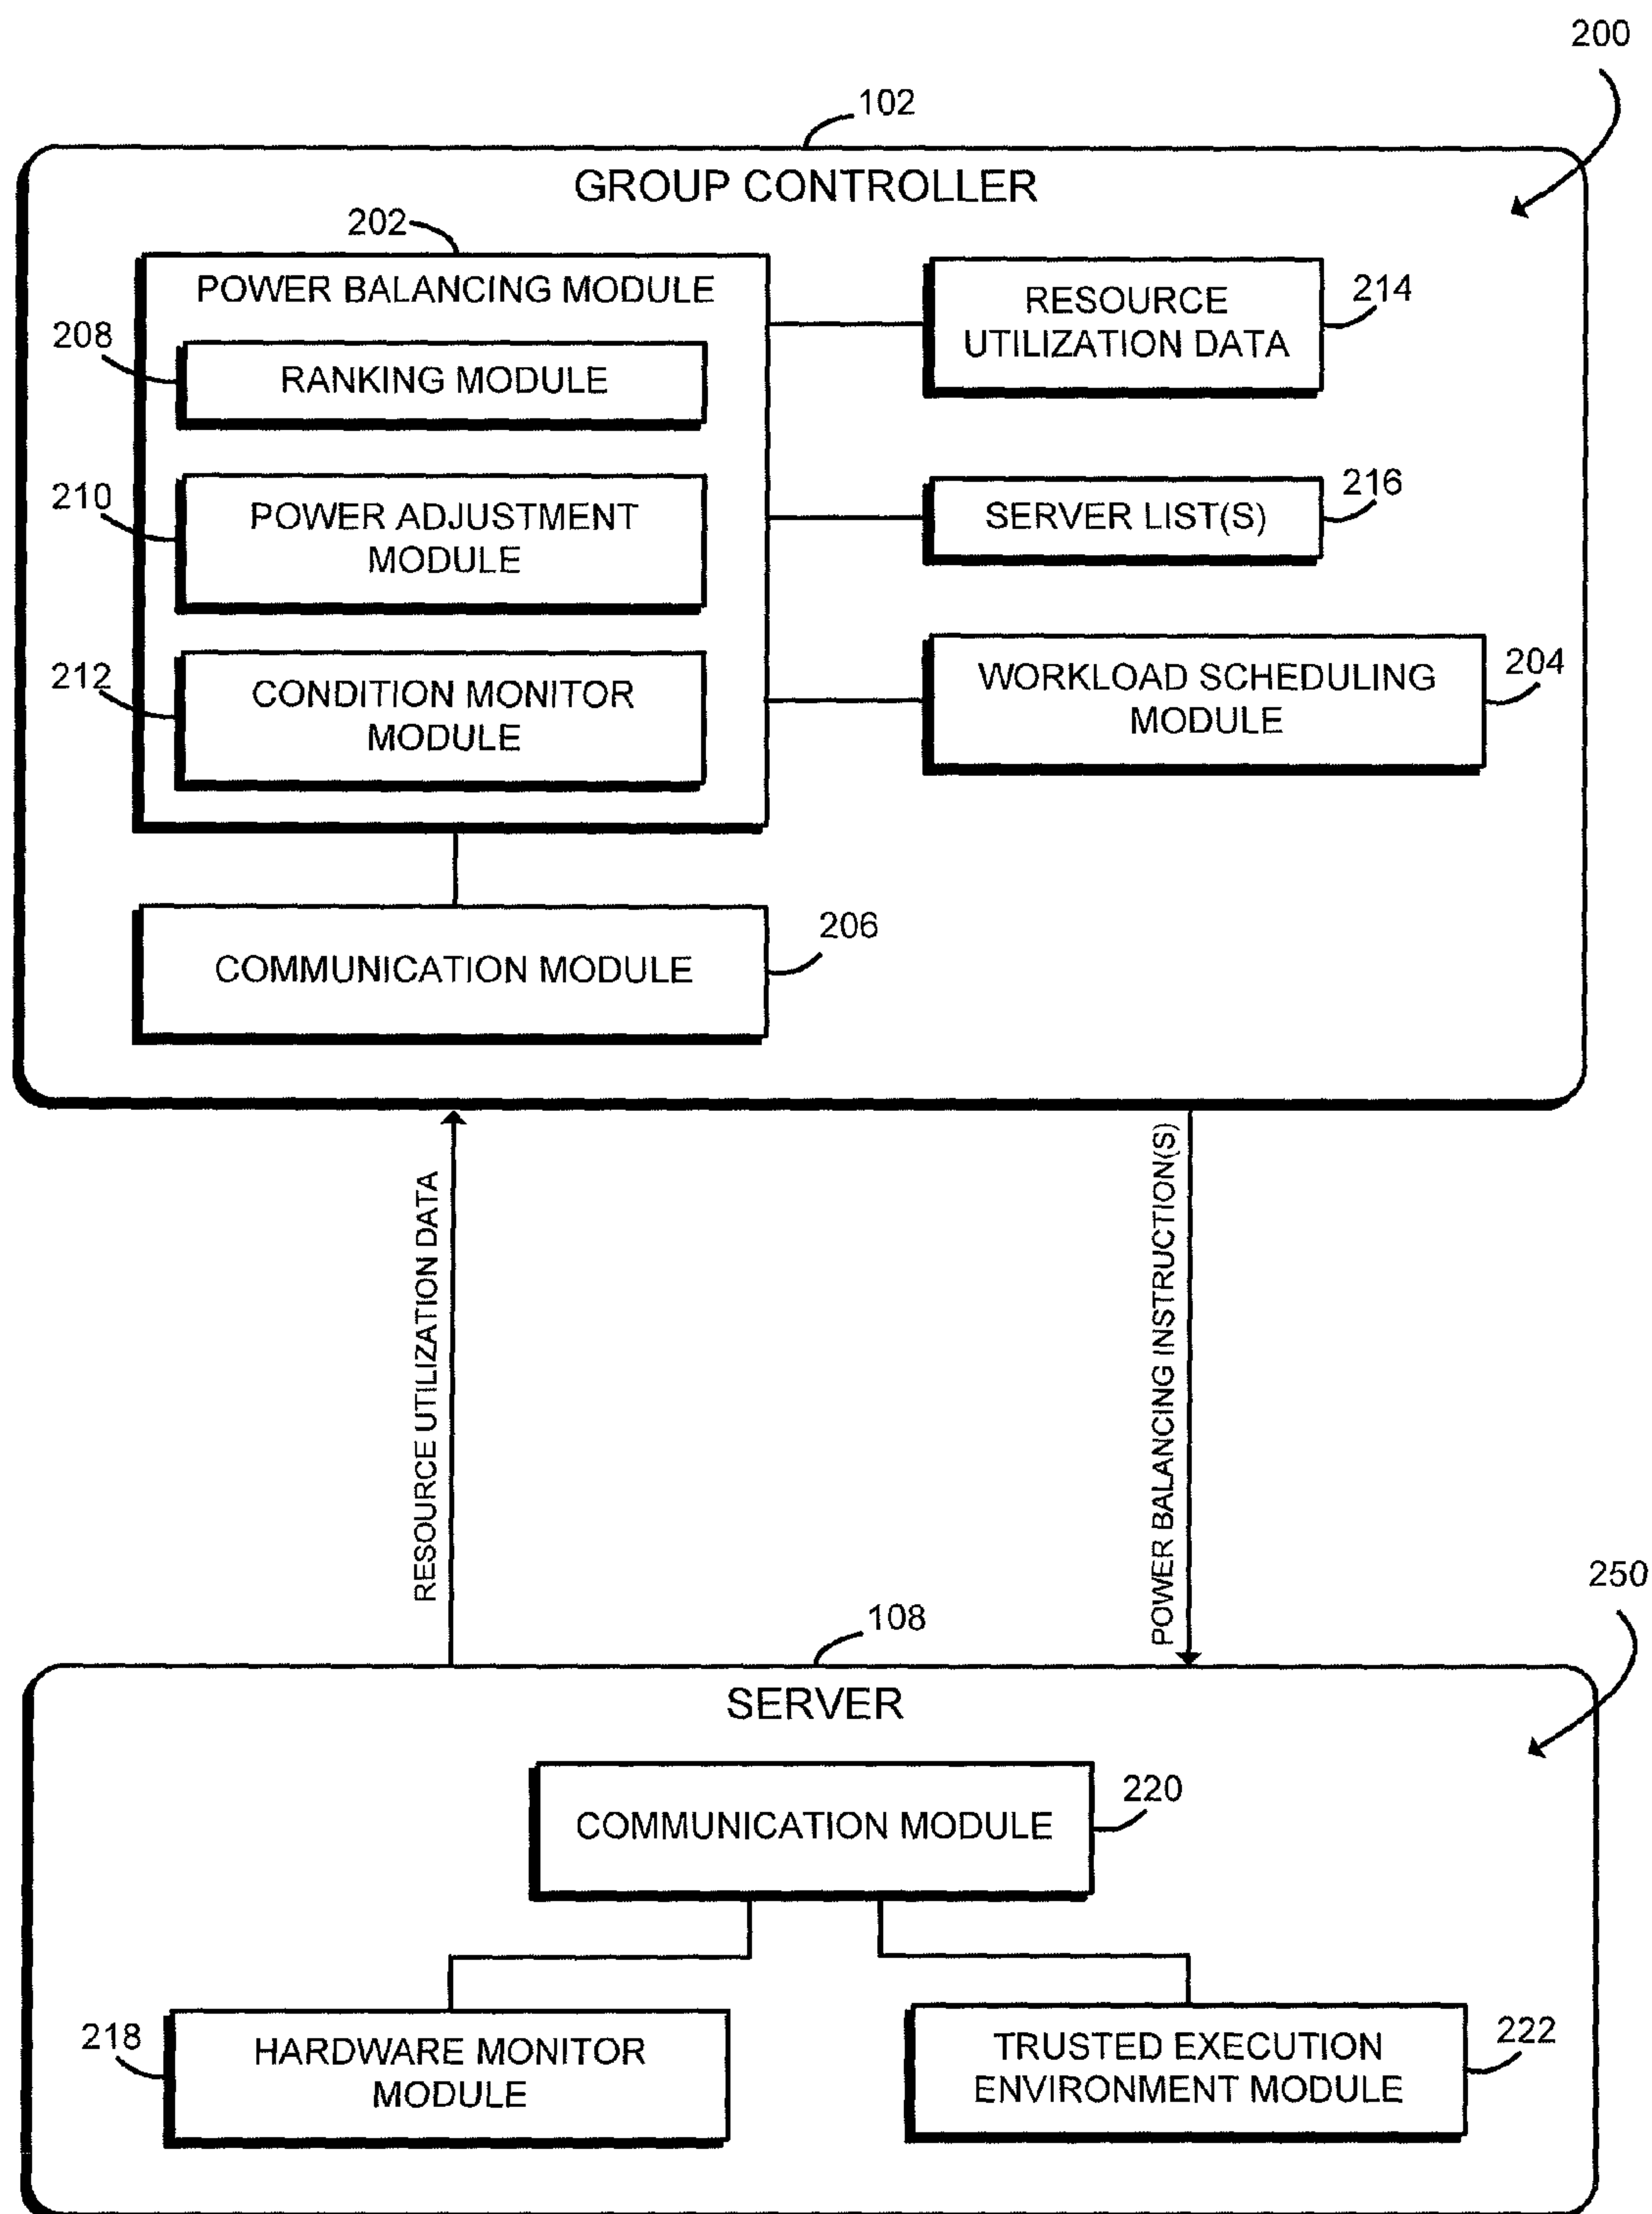 200
102
GROUP CONTROLLER
202
POWER BALANCING MODULE
208
RANKING MODULE
210
POWER ADJUSTMENT
MODULE
212
CONDITION MONITOR
MODULE
RESOURCE
UTILIZATION DATA
214
SERVER LIST(S)
216
WORKLOAD SCHEDULING
MODULE
204
COMMUNICATION MODULE
206
RESOURCE UTILIZATION DATA
POWER BALANCING INSTRUCTION(S)
250
108
SERVER
COMMUNICATION MODULE
220
218
HARDWARE MONITOR
MODULE
TRUSTED EXECUTION
ENVIRONMENT MODULE
222